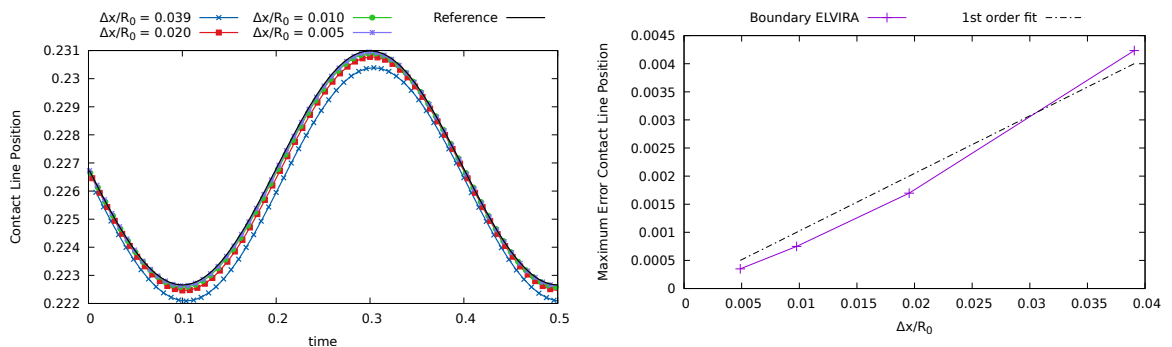 Δx/R₀ = 0.039 Δx/R₀ = 0.010 Reference
Δx/R₀ = 0.020 Δx/R₀ = 0.005
Contact Line Position
0.231
0.23
0.229
0.228
0.227
0.226
0.225
0.224
0.223
0.222
0 0.1 0.2 0.3 0.4 0.5
time
Boundary ELVIRA 1st order fit
Maximum Error Contact Line Position
0.0045
0.004
0.0035
0.003
0.0025
0.002
0.0015
0.001
0.0005
0
0 0.005 0.01 0.015 0.02 0.025 0.03 0.035 0.04
Δx/R₀